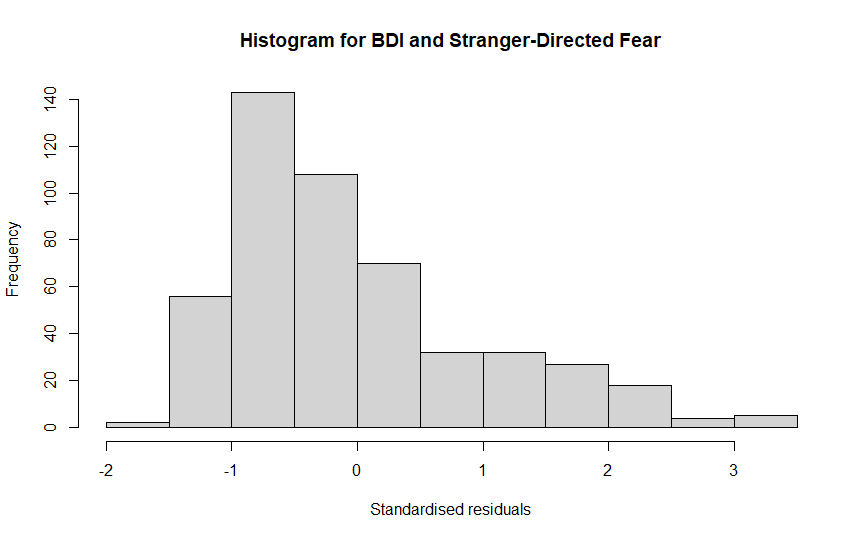 Histogram for BDI and Stranger-Directed Fear
Frequency
140
120
100
80
60
40
20
0
-2 -1 0 1 2 3
Standardised residuals